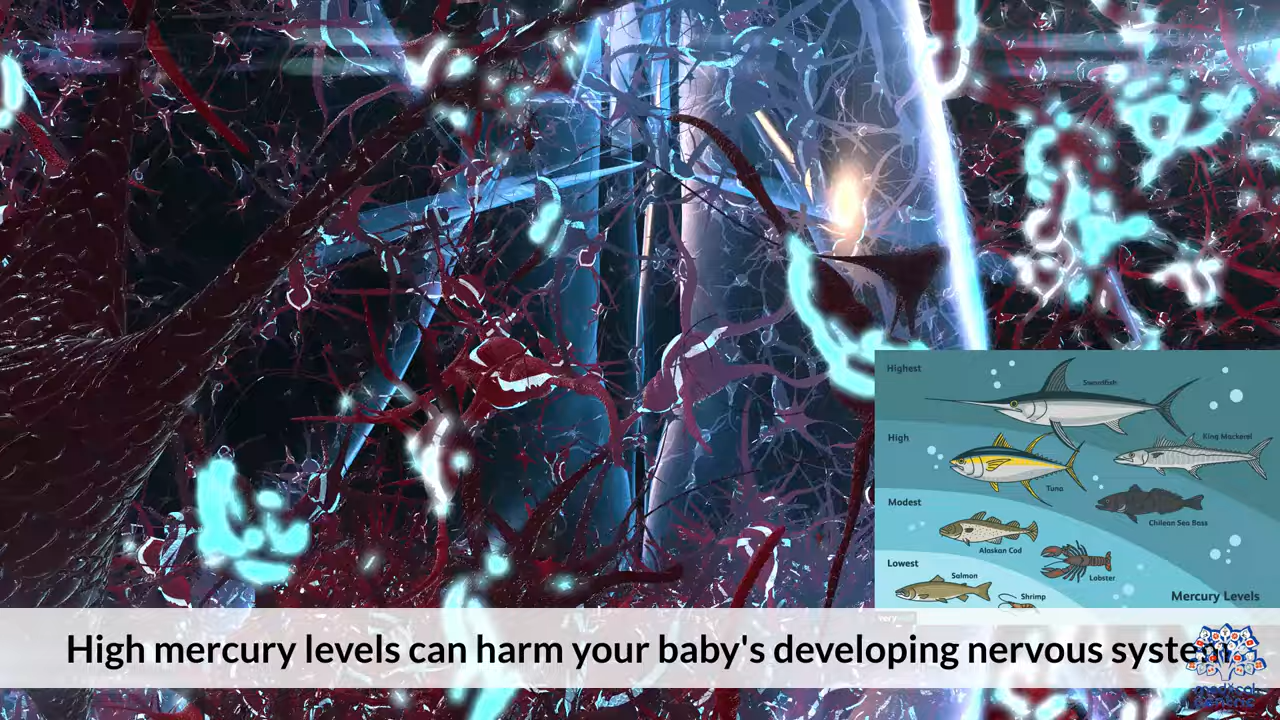 Highest
Swordfish
High
King Mackerel
Tuna
Modest
Chilean Sea Bass
Alaskan Cod
Lowest
Lobster
Salmon
Shrimp
Mercury Levels
very
High mercury levels can harm your baby's developing nervous system